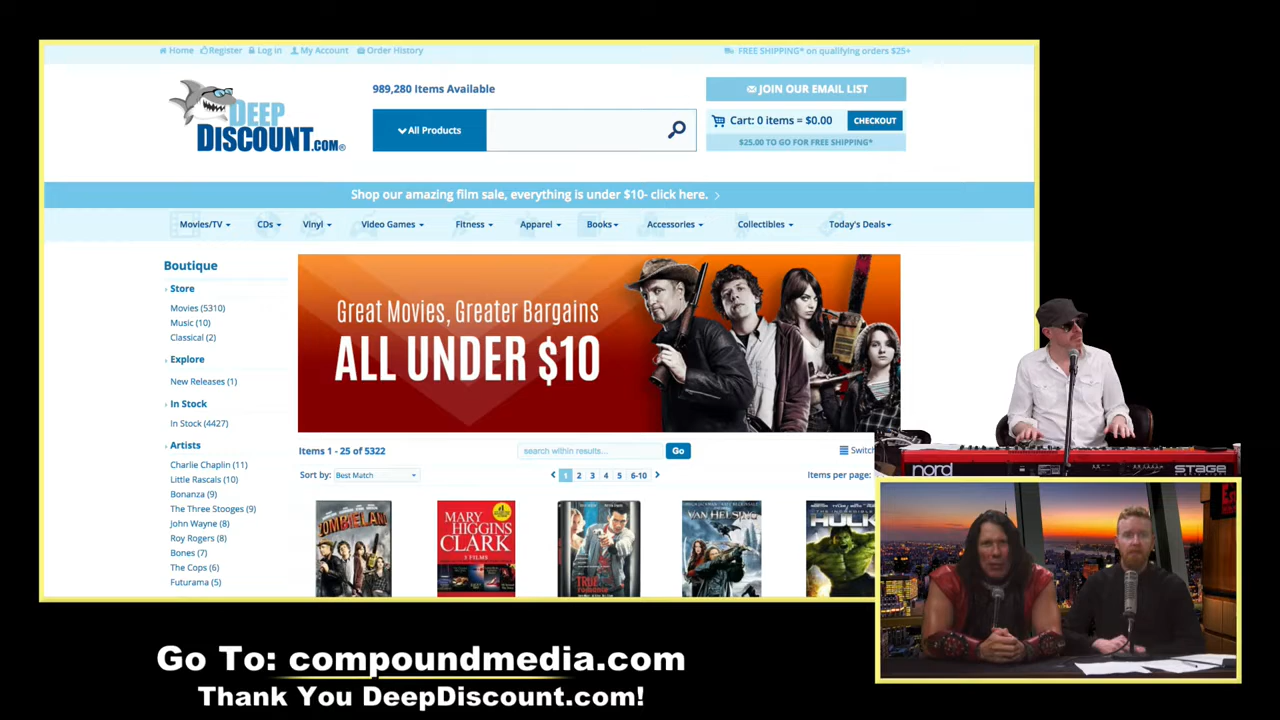 Home Register Log in My Account Order History
FREE SHIPPING* on qualifying orders $25+
DEEP
DISCOUNT.COM®
989,280 Items Available
All Products
JOIN OUR EMAIL LIST
Cart: 0 items = $0.00 CHECKOUT
$25.00 TO GO FOR FREE SHIPPING*
Shop our amazing film sale, everything is under $10- click here.
Movies/TV CDs Vinyl Video Games Fitness Apparel Books Accessories Collectibles Today's Deals
Boutique
Store
Movies (5310)
Music (10)
Classical (2)
Explore
New Releases (1)
In Stock
In Stock (4427)
Artists
Charlie Chaplin (11)
Little Rascals (10)
Bonanza (9)
The Three Stooges (9)
John Wayne (8)
Roy Rogers (8)
Bones (7)
The Cops (6)
Futurama (5)
Great Movies, Greater Bargains
ALL UNDER $10
Items 1 - 25 of 5322
search within results... Go
Switch
Sort by: Best Match
1 2 3 4 5 6-10
Items per page:
ZOMBIELAND
MARY
HIGGINS
CLARK
3 FILMS
TRUE
romance
VAN HELSING
HULK
nord STAGE
Go To: compoundmedia.com
Thank You DeepDiscount.com!